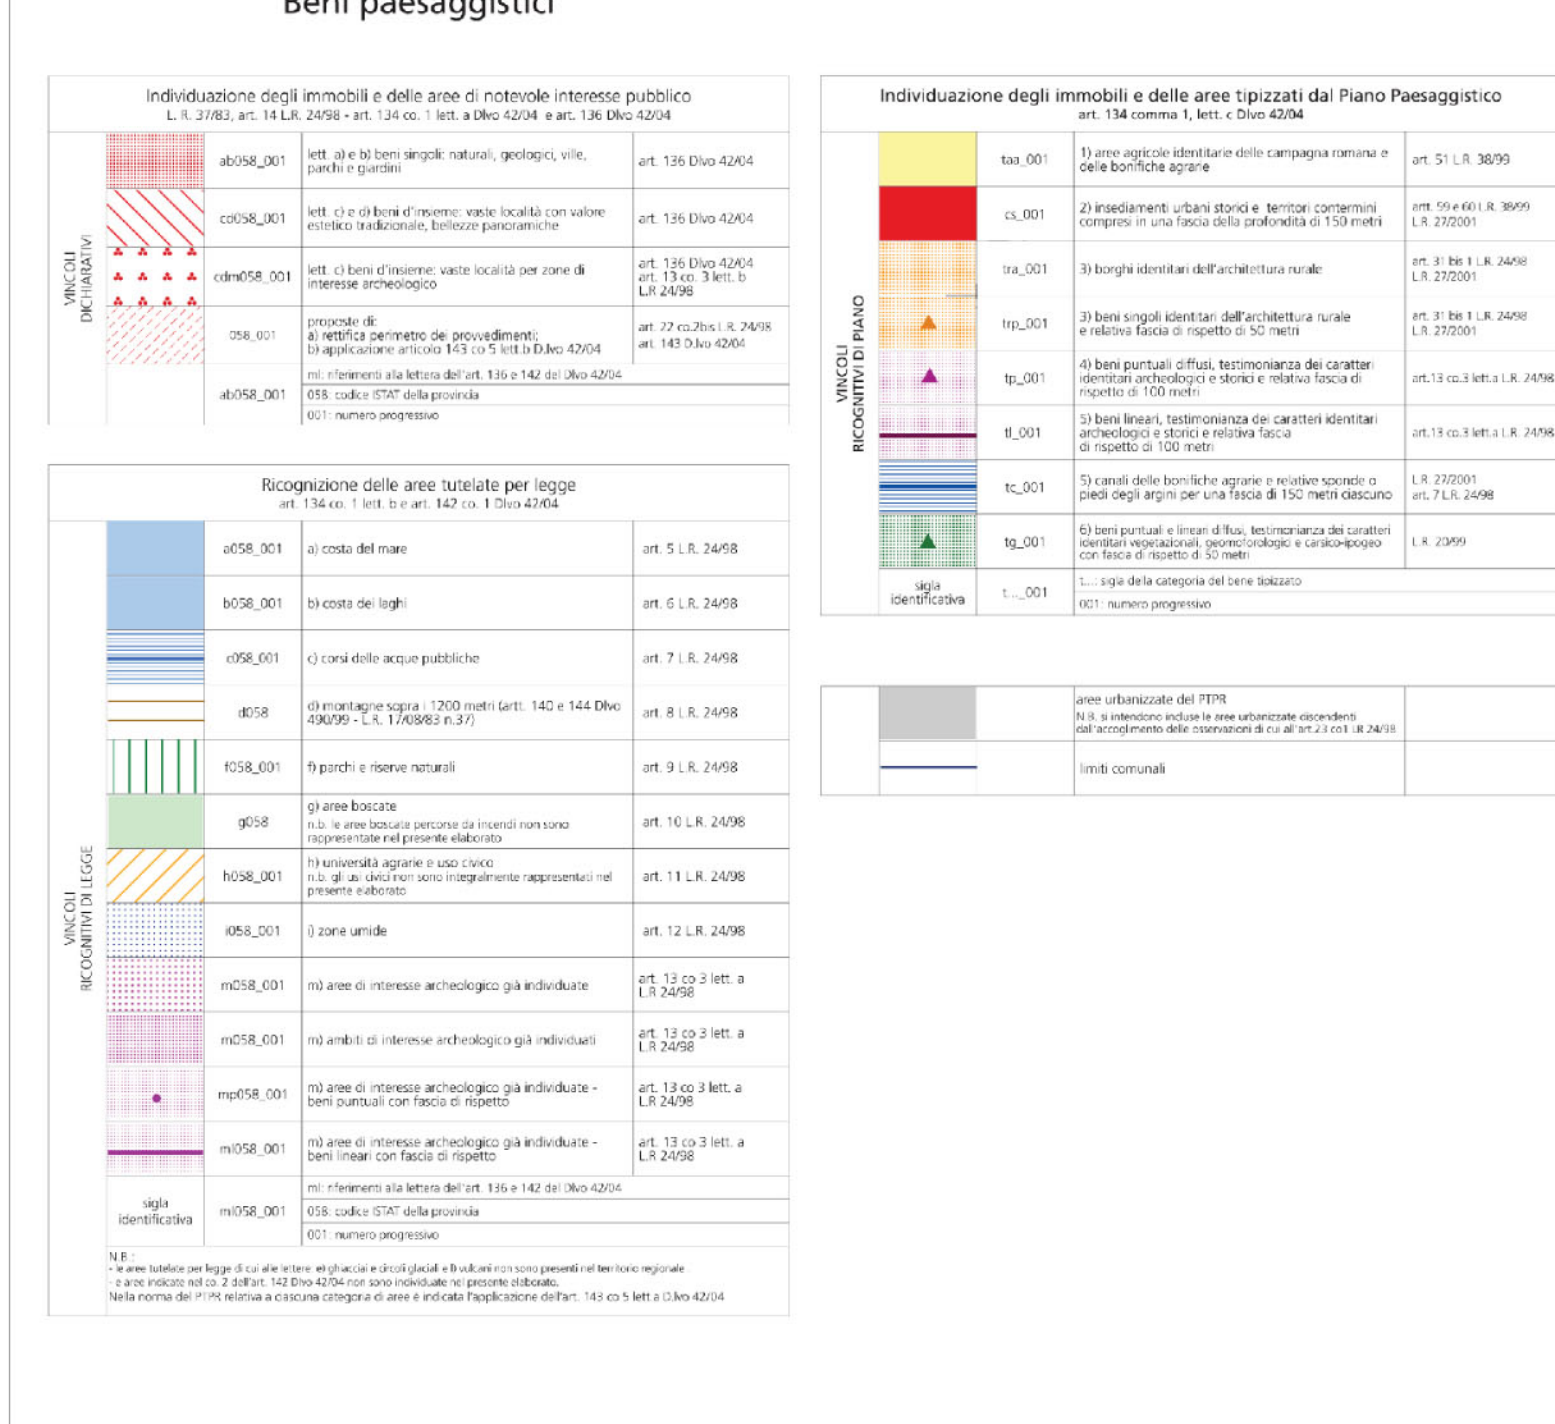 Beni paesaggistici
Individuazione degli immobili e delle aree di notevole interesse pubblico
L. R. 37/83, art. 14 L.R. 24/98 - art. 134 co. 1 lett. a Dlvo 42/04 e art. 136 Dlvo 42/04
VINCOLI
DICHIARATIVI
ab058_001
lett. a) e b) beni singoli: naturali, geologici, ville,
parchi e giardini
art. 136 Dlvo 42/04
cd058_001
lett. c) e d) beni d'insieme: vaste località con valore
estetico tradizionale, bellezze panoramiche
art. 136 Dlvo 42/04
cdm058_001
lett. c) beni d'insieme: vaste località per zone di
interesse archeologico
art. 136 Dlvo 42/04
art. 13 co. 3 lett. b
L.R 24/98
058_001
proposte di:
a) rettifica perimetro dei provvedimenti;
b) applicazione articolo 143 co 5 lett.b D.lvo 42/04
art. 22 co.2bis L.R. 24/98
art. 143 D.lvo 42/04
ab058_001
ml: riferimenti alla lettera dell'art. 136 e 142 del Dlvo 42/04
058: codice ISTAT della provincia
001: numero progressivo
Ricognizione delle aree tutelate per legge
art. 134 co. 1 lett. b e art. 142 co. 1 Dlvo 42/04
VINCOLI
RICOGNITIVI DI LEGGE
a058_001
a) costa del mare
art. 5 L.R. 24/98
b058_001
b) costa dei laghi
art. 6 L.R. 24/98
c058_001
c) corsi delle acque pubbliche
art. 7 L.R. 24/98
d058
d) montagne sopra i 1200 metri (artt. 140 e 144 Dlvo
490/99 - L.R. 17/08/83 n.37)
art. 8 L.R. 24/98
f058_001
f) parchi e riserve naturali
art. 9 L.R. 24/98
g058
g) aree boscate
n.b. le aree boscate percorse da incendi non sono
rappresentate nel presente elaborato
art. 10 L.R. 24/98
h058_001
h) università agrarie e uso civico
n.b. gli usi civici non sono integralmente rappresentati nel
presente elaborato
art. 11 L.R. 24/98
i058_001
i) zone umide
art. 12 L.R. 24/98
m058_001
m) aree di interesse archeologico già individuate
art. 13 co 3 lett. a
L.R 24/98
m058_001
m) ambiti di interesse archeologico già individuati
art. 13 co 3 lett. a
L.R 24/98
mp058_001
m) aree di interesse archeologico già individuate -
beni puntuali con fascia di rispetto
art. 13 co 3 lett. a
L.R 24/98
ml058_001
m) aree di interesse archeologico già individuate -
beni lineari con fascia di rispetto
art. 13 co 3 lett. a
L.R 24/98
sigla
identificativa
ml058_001
ml: riferimenti alla lettera dell'art. 136 e 142 del Dlvo 42/04
058: codice ISTAT della provincia
001: numero progressivo
N.B.:
- le aree tutelate per legge di cui alle lettere: e) ghiacciai e circoli glaciali e l) vulcani non sono presenti nel territorio regionale
- e aree indicate nel co. 2 dell'art. 142 Dlvo 42/04 non sono individuate nel presente elaborato.
Nella norma del PTPR relativa a ciascuna categoria di aree è indicata l'applicazione dell'art. 143 co 5 lett a D.lvo 42/04
Individuazione degli immobili e delle aree tipizzati dal Piano Paesaggistico
art. 134 comma 1, lett. c Dlvo 42/04
VINCOLI
RICOGNITIVI DI PIANO
taa_001
1) aree agricole identitarie delle campagna romana e
delle bonifiche agrarie
art. 51 L.R. 38/99
cs_001
2) insediamenti urbani storici e territori contermini
compresi in una fascia della profondità di 150 metri
artt. 59 e 60 L.R. 38/99
L.R. 27/2001
tra_001
3) borghi identitari dell'architettura rurale
art. 31 bis 1 L.R. 24/98
L.R. 27/2001
trp_001
3) beni singoli identitari dell'architettura rurale
e relativa fascia di rispetto di 50 metri
art. 31 bis 1 L.R. 24/98
L.R. 27/2001
tp_001
4) beni puntuali diffusi, testimonianza dei caratteri
identitari archeologici e storici e relativa fascia di
rispetto di 100 metri
art.13 co.3 lett.a L.R. 24/98
tl_001
5) beni lineari, testimonianza dei caratteri identitari
archeologici e storici e relativa fascia
di rispetto di 100 metri
art.13 co.3 lett.a L.R. 24/98
tc_001
5) canali delle bonifiche agrarie e relative sponde o
piedi degli argini per una fascia di 150 metri ciascuno
L.R. 27/2001
art. 7 L.R. 24/98
tg_001
6) beni puntuali e lineari diffusi, testimonianza dei caratteri
identitari vegetazionali, geomoforologici e carsico-ipogeo
con fascia di rispetto di 50 metri
L.R. 20/99
sigla
identificativa
t..._001
t...: sigla della categoria del bene tipizzato
001: numero progressivo
aree urbanizzate del PTPR
N.B. si intendono incluse le aree urbanizzate discendenti
dall'accoglimento delle osservazioni di cui all'art.23 co1 LR 24/98
limiti comunali